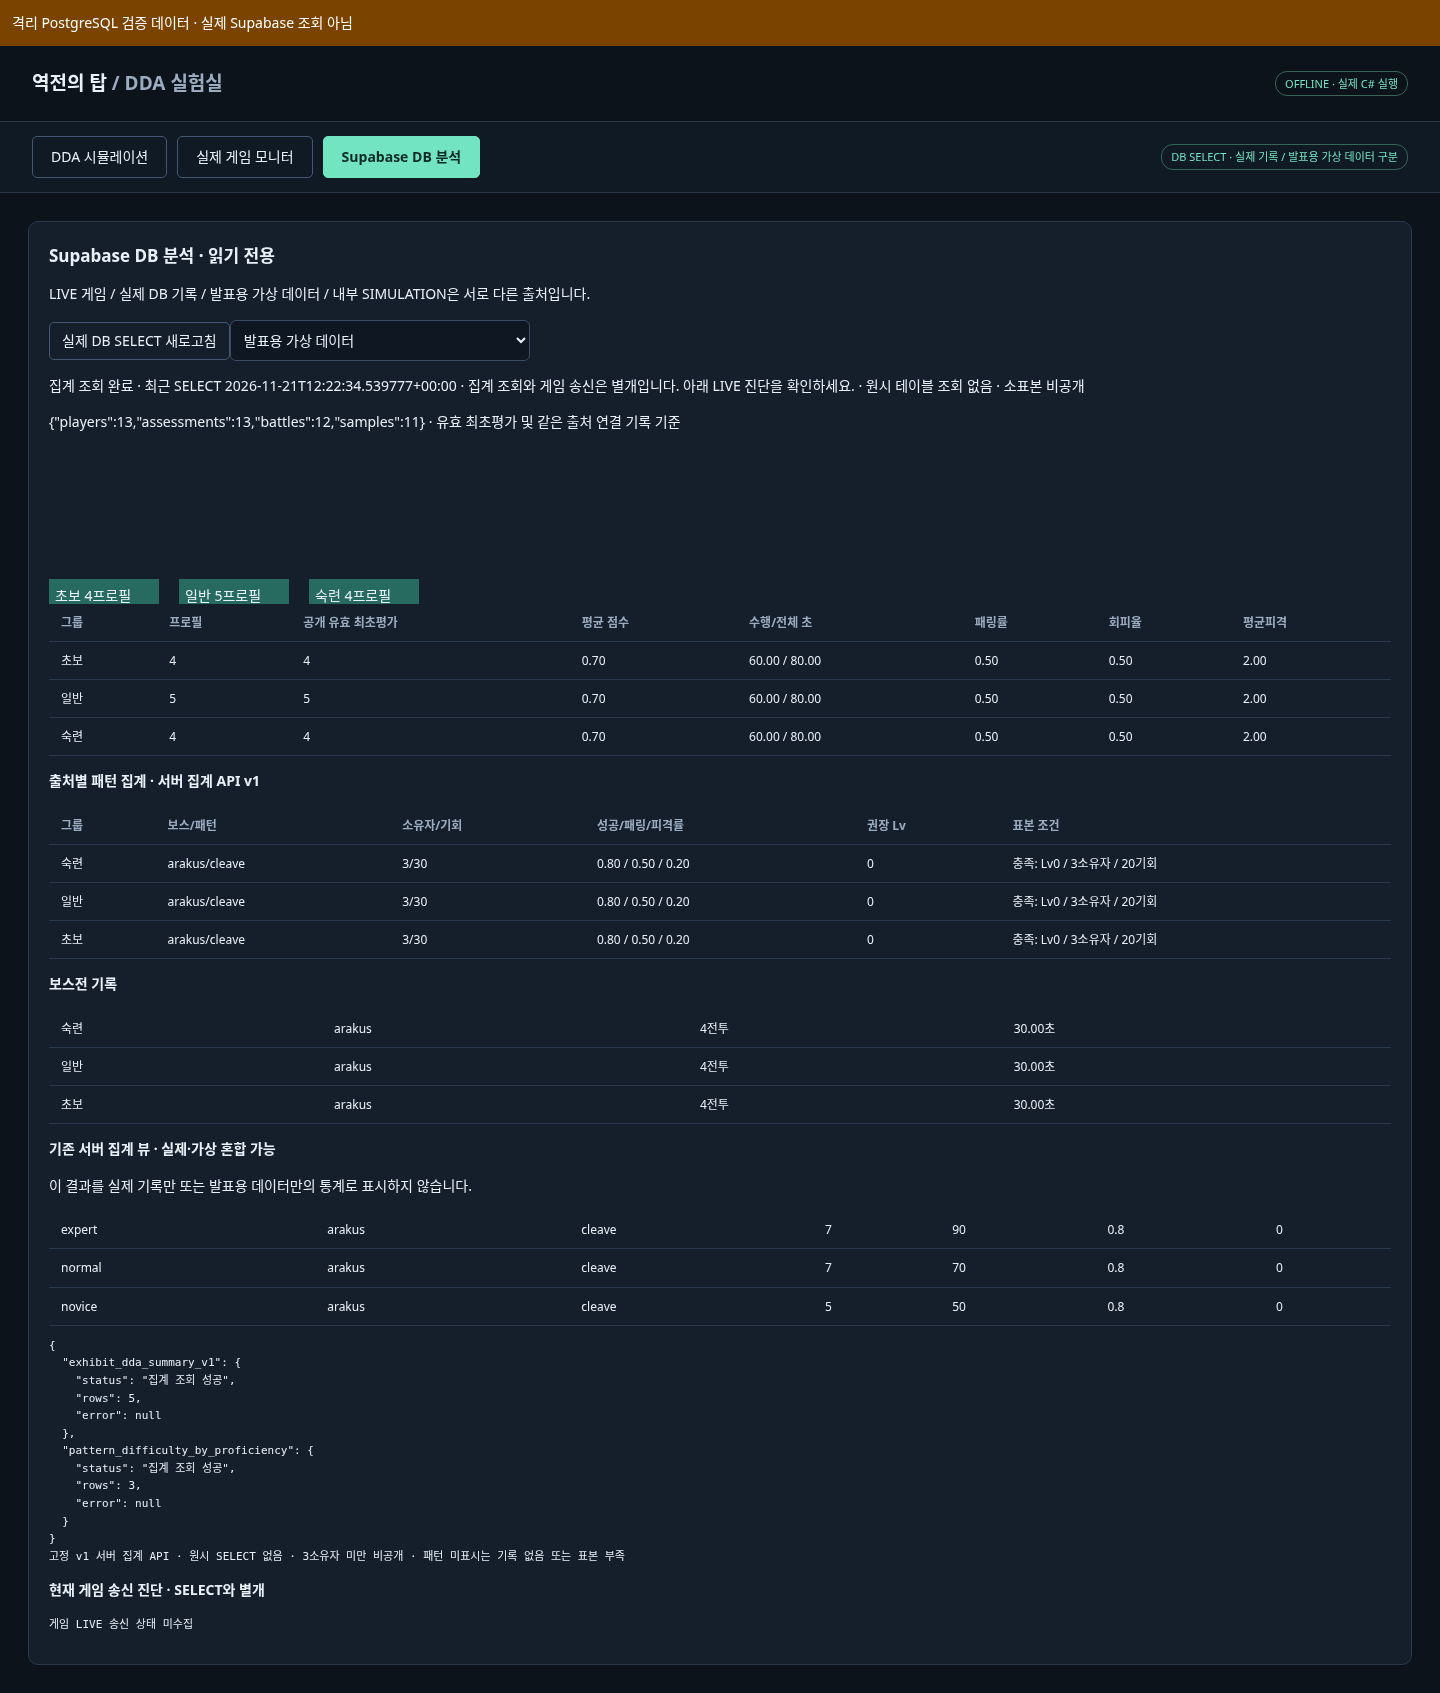 격리 PostgreSQL 검증 데이터 · 실제 Supabase 조회 아님
역전의 탑 / DDA 실험실
OFFLINE · 실제 C# 실행
DDA 시뮬레이션
실제 게임 모니터
Supabase DB 분석
DB SELECT · 실제 기록 / 발표용 가상 데이터 구분
Supabase DB 분석 · 읽기 전용
LIVE 게임 / 실제 DB 기록 / 발표용 가상 데이터 / 내부 SIMULATION은 서로 다른 출처입니다.
실제 DB SELECT 새로고침
발표용 가상 데이터
집계 조회 완료 · 최근 SELECT 2026-11-21T12:22:34.539777+00:00 · 집계 조회와 게임 송신은 별개입니다. 아래 LIVE 진단을 확인하세요. · 원시 테이블 조회 없음 · 소표본 비공개
{"players":13,"assessments":13,"battles":12,"samples":11} · 유효 최초평가 및 같은 출처 연결 기록 기준
초보 4프로필 일반 5프로필 숙련 4프로필
그룹 프로필 공개 유효 최초평가 평균 점수 수행/전체 초 패링률 회피율 평균피격
초보 4 4 0.70 60.00 / 80.00 0.50 0.50 2.00
일반 5 5 0.70 60.00 / 80.00 0.50 0.50 2.00
숙련 4 4 0.70 60.00 / 80.00 0.50 0.50 2.00
출처별 패턴 집계 · 서버 집계 API v1
그룹 보스/패턴 소유자/기회 성공/패링/피격률 권장 Lv 표본 조건
숙련 arakus/cleave 3/30 0.80 / 0.50 / 0.20 0 충족: Lv0 / 3소유자 / 20기회
일반 arakus/cleave 3/30 0.80 / 0.50 / 0.20 0 충족: Lv0 / 3소유자 / 20기회
초보 arakus/cleave 3/30 0.80 / 0.50 / 0.20 0 충족: Lv0 / 3소유자 / 20기회
보스전 기록
숙련 arakus 4전투 30.00초
일반 arakus 4전투 30.00초
초보 arakus 4전투 30.00초
기존 서버 집계 뷰 · 실제·가상 혼합 가능
이 결과를 실제 기록만 또는 발표용 데이터만의 통계로 표시하지 않습니다.
expert arakus cleave 7 90 0.8 0
normal arakus cleave 7 70 0.8 0
novice arakus cleave 5 50 0.8 0
{
"exhibit_dda_summary_v1": {
"status": "집계 조회 성공",
"rows": 5,
"error": null
},
"pattern_difficulty_by_proficiency": {
"status": "집계 조회 성공",
"rows": 3,
"error": null
}
}
고정 v1 서버 집계 API · 원시 SELECT 없음 · 3소유자 미만 비공개 · 패턴 미표시는 기록 없음 또는 표본 부족
현재 게임 송신 진단 · SELECT와 별개
게임 LIVE 송신 상태 미수집